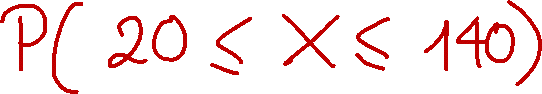 P( 20 ≤ X ≤ 140)